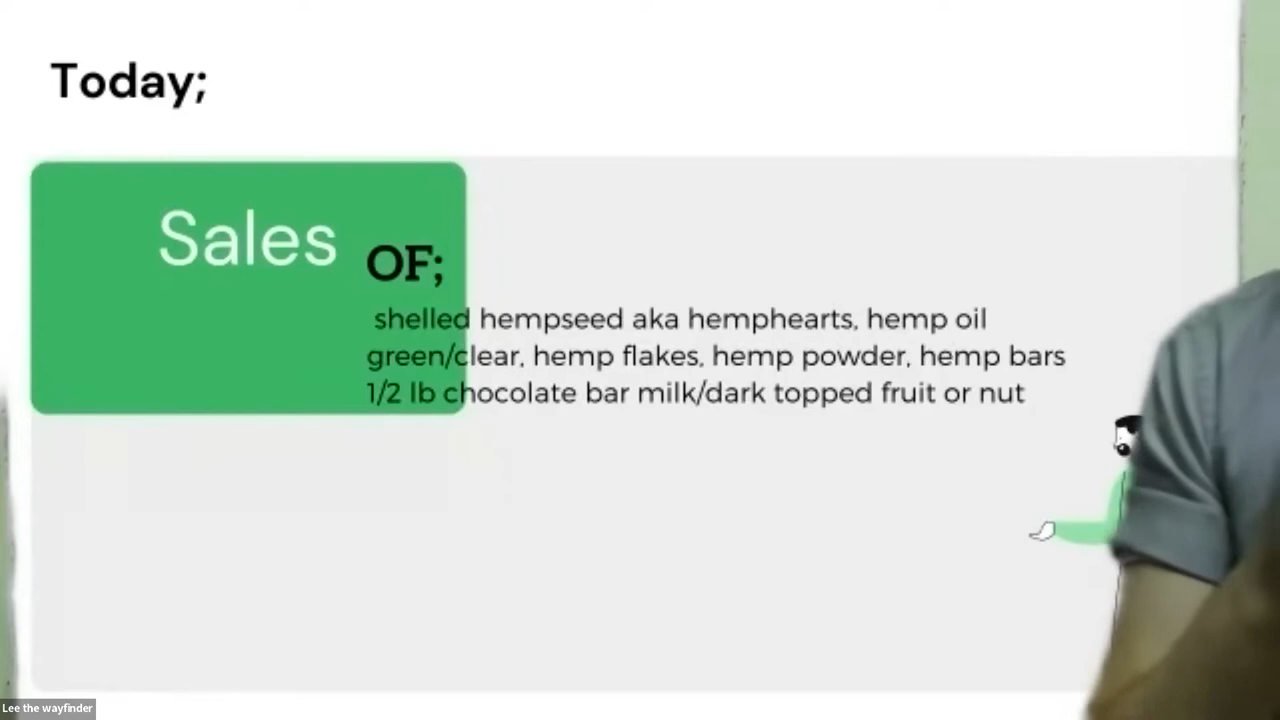 Today;
Sales
OF;
shelled hempseed aka hemphearts, hemp oil
green/clear, hemp flakes, hemp powder, hemp bars
1/2 lb chocolate bar milk/dark topped fruit or nut
Lee the wayfinder